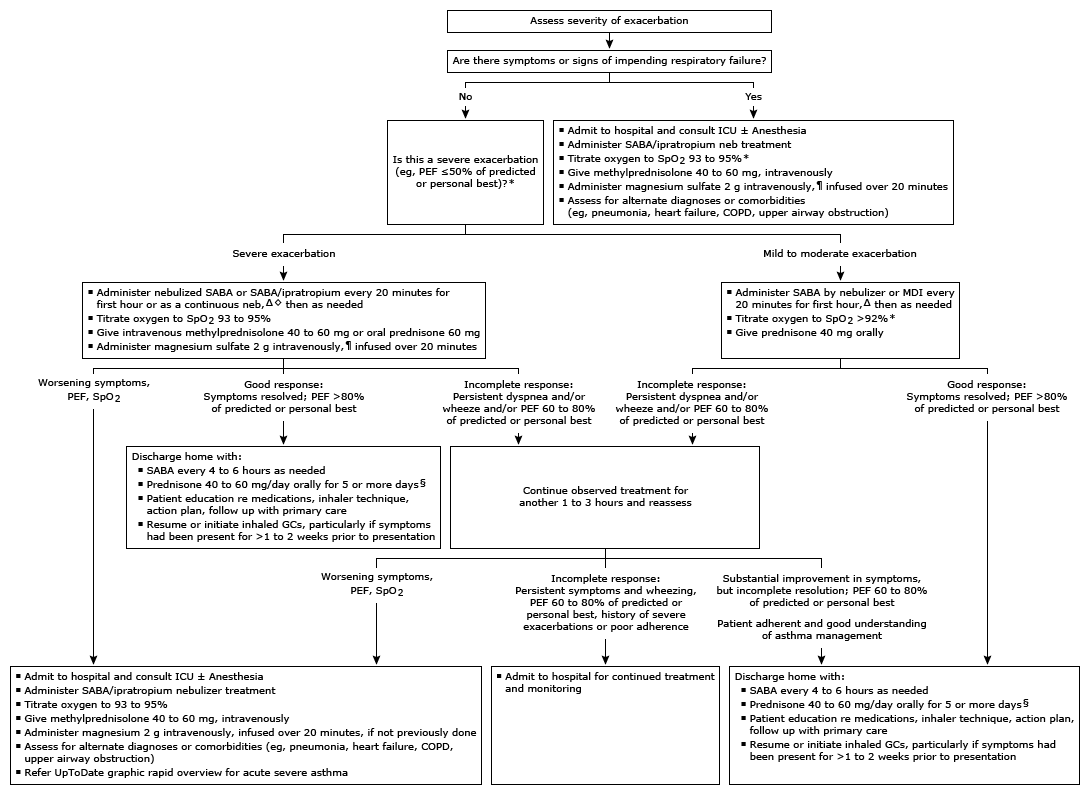 Assess severity of exacerbation
Are there symptoms or signs of impending respiratory failure?
No
Yes
Is this a severe exacerbation
(eg, PEF ≤50% of predicted
or personal best)?*
▪ Admit to hospital and consult ICU ± Anesthesia
▪ Administer SABA/ipratropium neb treatment
▪ Titrate oxygen to SpO₂ 93 to 95%*
▪ Give methylprednisolone 40 to 60 mg, intravenously
▪ Administer magnesium sulfate 2 g intravenously,¶ infused over 20 minutes
▪ Assess for alternate diagnoses or comorbidities
(eg, pneumonia, heart failure, COPD, upper airway obstruction)
Severe exacerbation
Mild to moderate exacerbation
▪ Administer nebulized SABA or SABA/ipratropium every 20 minutes for
first hour or as a continuous neb,Δ◊ then as needed
▪ Titrate oxygen to SpO₂ 93 to 95%
▪ Give intravenous methylprednisolone 40 to 60 mg or oral prednisone 60 mg
▪ Administer magnesium sulfate 2 g intravenously,¶ infused over 20 minutes
▪ Administer SABA by nebulizer or MDI every
20 minutes for first hour,Δ then as needed
▪ Titrate oxygen to SpO₂ >92%*
▪ Give prednisone 40 mg orally
Worsening symptoms,
PEF, SpO₂
Good response:
Symptoms resolved; PEF >80%
of predicted or personal best
Incomplete response:
Persistent dyspnea and/or
wheeze and/or PEF 60 to 80%
of predicted or personal best
Incomplete response:
Persistent dyspnea and/or
wheeze and/or PEF 60 to 80%
of predicted or personal best
Good response:
Symptoms resolved; PEF >80%
of predicted or personal best
Discharge home with:
▪ SABA every 4 to 6 hours as needed
▪ Prednisone 40 to 60 mg/day orally for 5 or more days§
▪ Patient education re medications, inhaler technique,
action plan, follow up with primary care
▪ Resume or initiate inhaled GCs, particularly if symptoms
had been present for >1 to 2 weeks prior to presentation
Continue observed treatment for
another 1 to 3 hours and reassess
Worsening symptoms,
PEF, SpO₂
Incomplete response:
Persistent symptoms and wheezing,
PEF 60 to 80% of predicted or
personal best, history of severe
exacerbations or poor adherence
Substantial improvement in symptoms,
but incomplete resolution; PEF 60 to 80%
of predicted or personal best
Patient adherent and good understanding
of asthma management
▪ Admit to hospital and consult ICU ± Anesthesia
▪ Administer SABA/ipratropium nebulizer treatment
▪ Titrate oxygen to 93 to 95%
▪ Give methylprednisolone 40 to 60 mg, intravenously
▪ Administer magnesium 2 g intravenously, infused over 20 minutes, if not previously done
▪ Assess for alternate diagnoses or comorbidities (eg, pneumonia, heart failure, COPD,
upper airway obstruction)
▪ Refer UpToDate graphic rapid overview for acute severe asthma
▪ Admit to hospital for continued treatment
and monitoring
Discharge home with:
▪ SABA every 4 to 6 hours as needed
▪ Prednisone 40 to 60 mg/day orally for 5 or more days§
▪ Patient education re medications, inhaler technique, action plan,
follow up with primary care
▪ Resume or initiate inhaled GCs, particularly if symptoms had
been present for >1 to 2 weeks prior to presentation